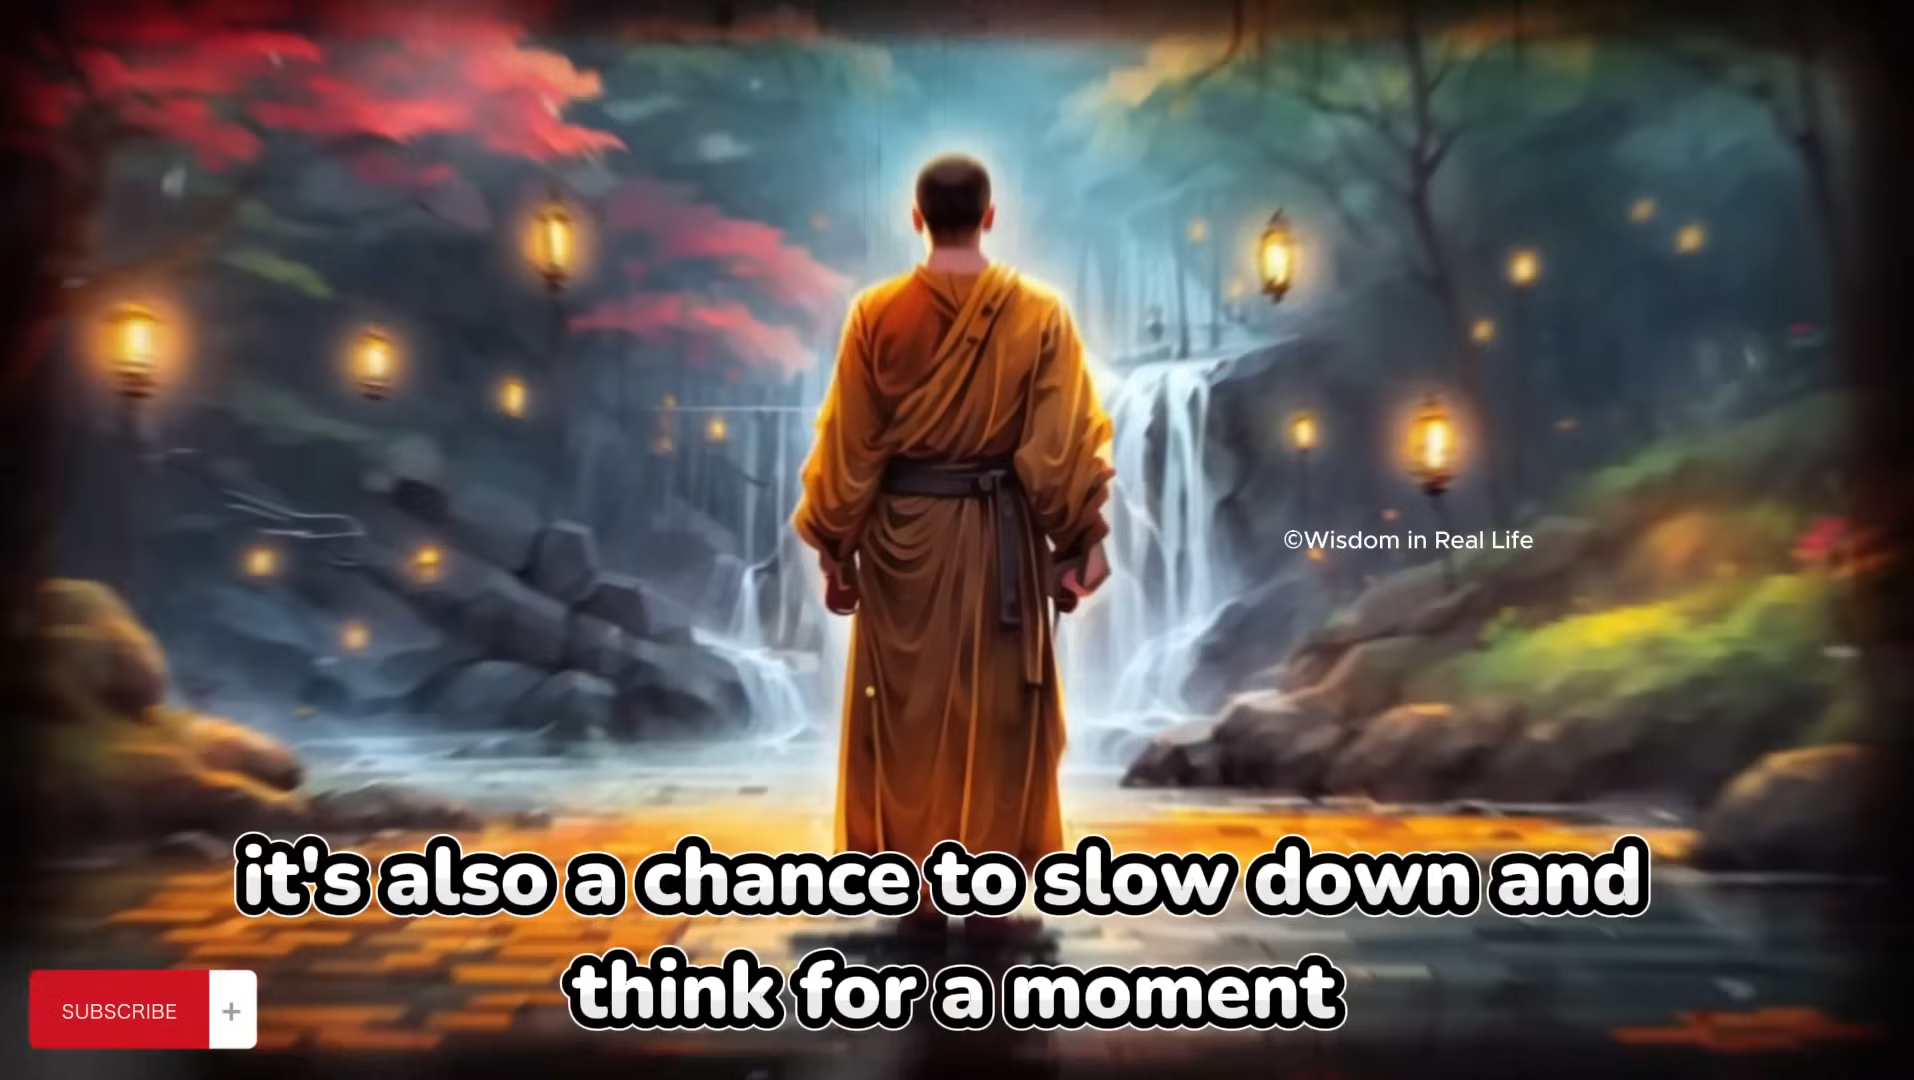 ©Wisdom in Real Life
it's also a chance to slow down and
think for a moment
SUBSCRIBE +